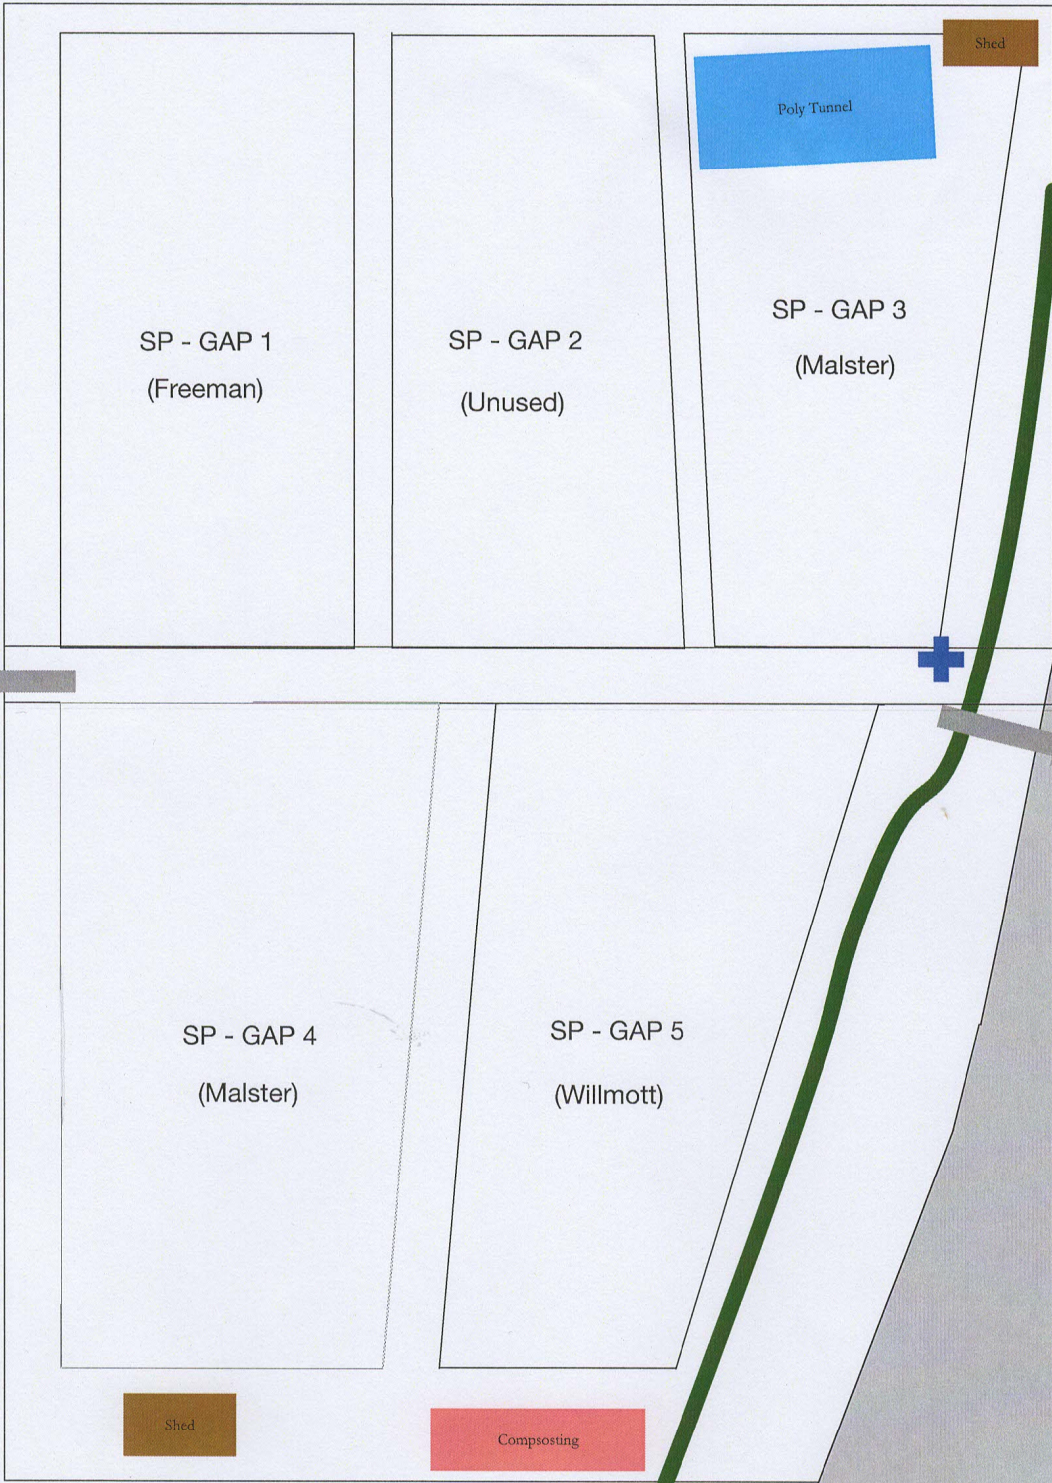 Shed
Poly Tunnel
SP - GAP 1
(Freeman)
SP - GAP 2
(Unused)
SP - GAP 3
(Malster)
SP - GAP 4
(Malster)
SP - GAP 5
(Willmott)
Shed
Compsosting